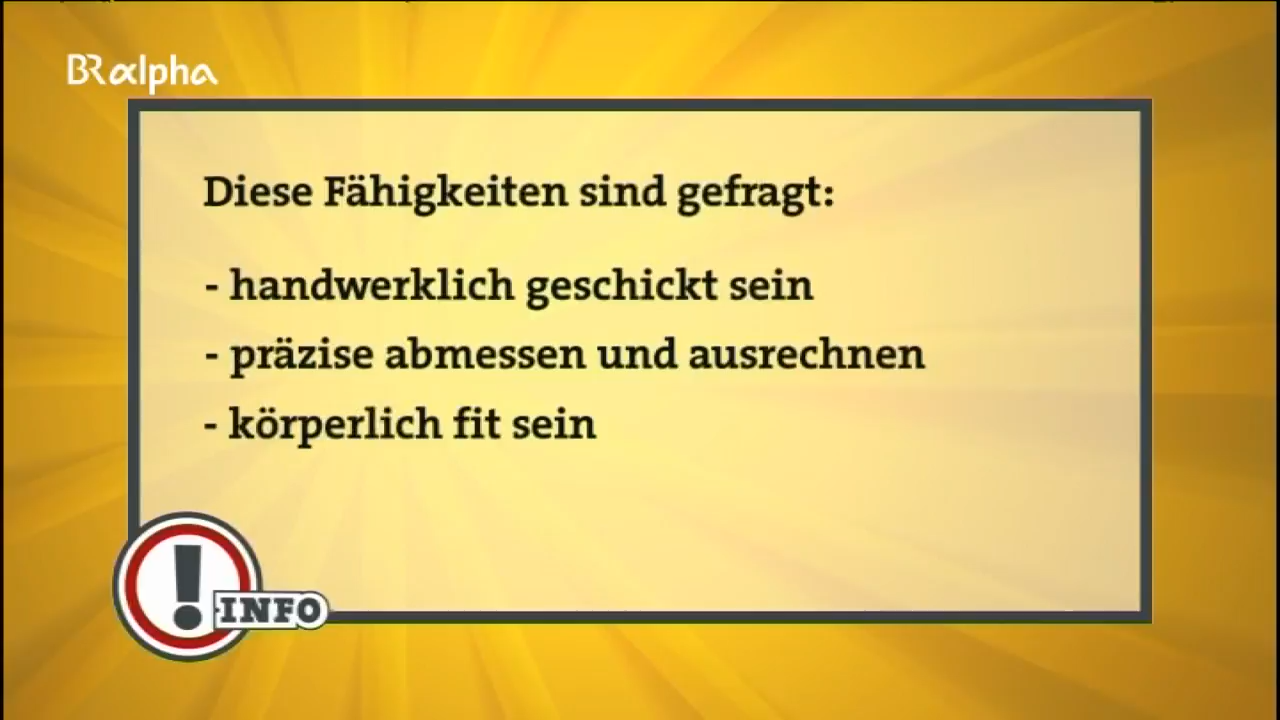 BRalpha
Diese Fähigkeiten sind gefragt:
- handwerklich geschickt sein
- präzise abmessen und ausrechnen
- körperlich fit sein
! INFO